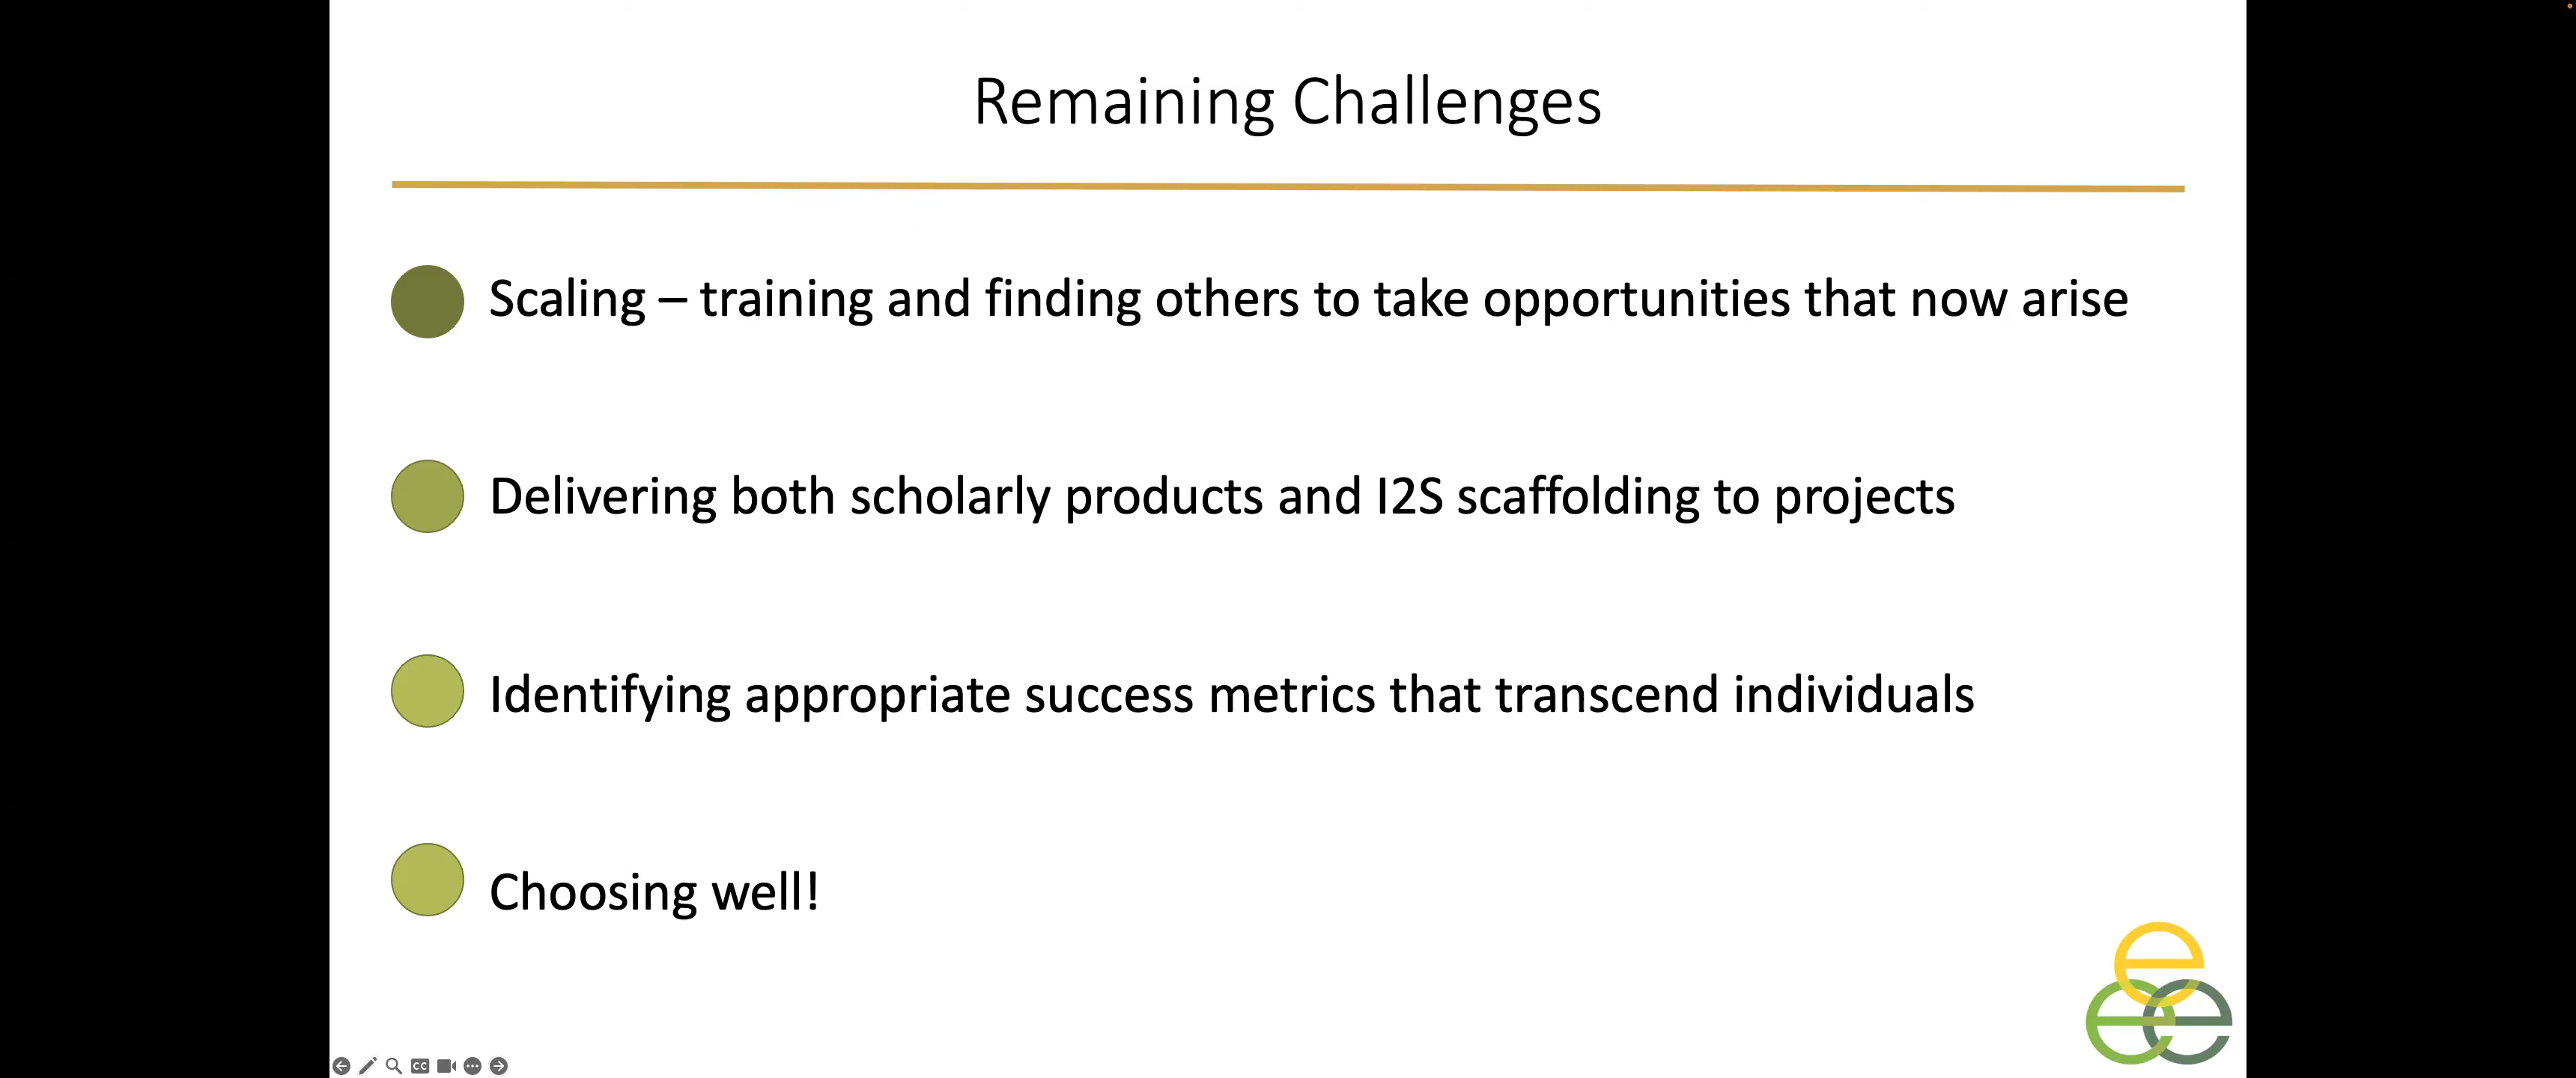 Remaining Challenges
Scaling – training and finding others to take opportunities that now arise
Delivering both scholarly products and I2S scaffolding to projects
Identifying appropriate success metrics that transcend individuals
Choosing well!
e
e e
CC